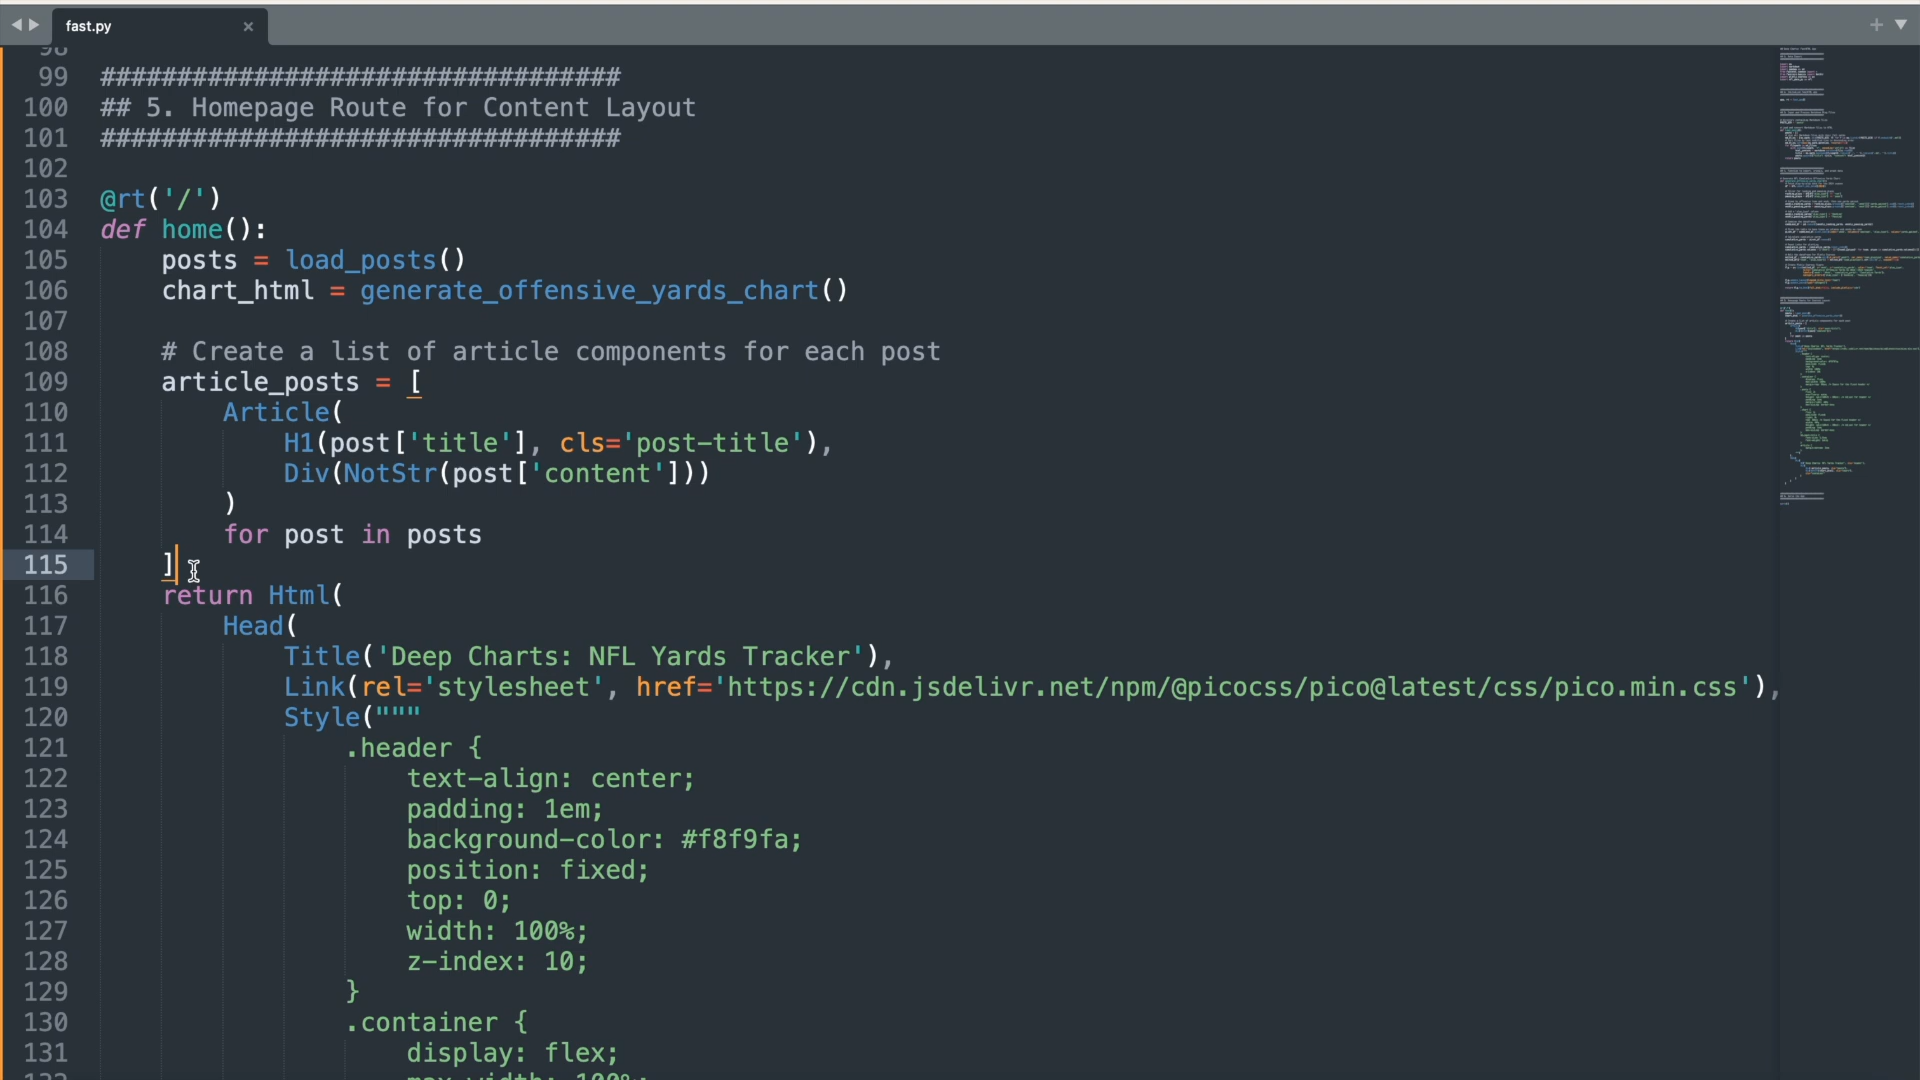 fast.py
99 ##################################
100 ## 5. Homepage Route for Content Layout
101 ##################################
102
103 @rt('/')
104 def home():
105 posts = load_posts()
106 chart_html = generate_offensive_yards_chart()
107
108 # Create a list of article components for each post
109 article_posts = [
110 Article(
111 H1(post['title'], cls='post-title'),
112 Div(NotStr(post['content']))
113 )
114 for post in posts
115 ]
116 return Html(
117 Head(
118 Title('Deep Charts: NFL Yards Tracker'),
119 Link(rel='stylesheet', href='https://cdn.jsdelivr.net/npm/@picocss/pico@latest/css/pico.min.css'),
120 Style("""
121 .header {
122 text-align: center;
123 padding: 1em;
124 background-color: #f8f9fa;
125 position: fixed;
126 top: 0;
127 width: 100%;
128 z-index: 10;
129 }
130 .container {
131 display: flex;